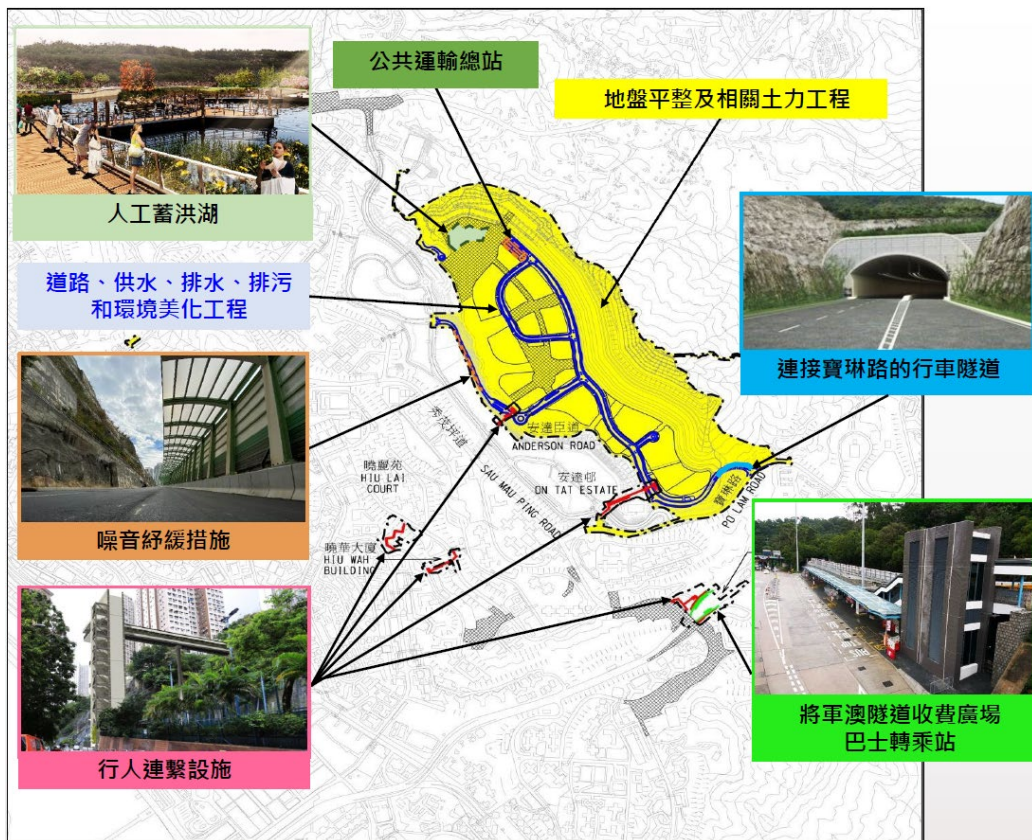 公共運輸總站
地盤平整及相關土力工程
人工蓄洪湖
道路、供水、排水、排污
和環境美化工程
連接寶琳路的行車隧道
秀茂坪道
安達臣道
ANDERSON ROAD
曉麗苑
HIU LAI
COURT
SAU MAU PING ROAD
安達邨
ON TAT ESTATE
寶琳路
PO LAM ROAD
噪音紓緩措施
曉華大廈
HIU WAH
BUILDING
行人連繫設施
將軍澳隧道收費廣場
巴士轉乘站